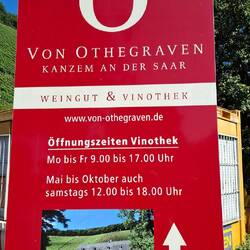 O
VON OTHEGRAVEN
KANZEM AN DER SAAR
WEINGUT & VINOTHEK
www.von-othegraven.de
Öffnungszeiten Vinothek
Mo bis Fr 9.00 bis 17.00 Uhr
Mai bis Oktober auch
samstags 12.00 bis 18.00 Uhr